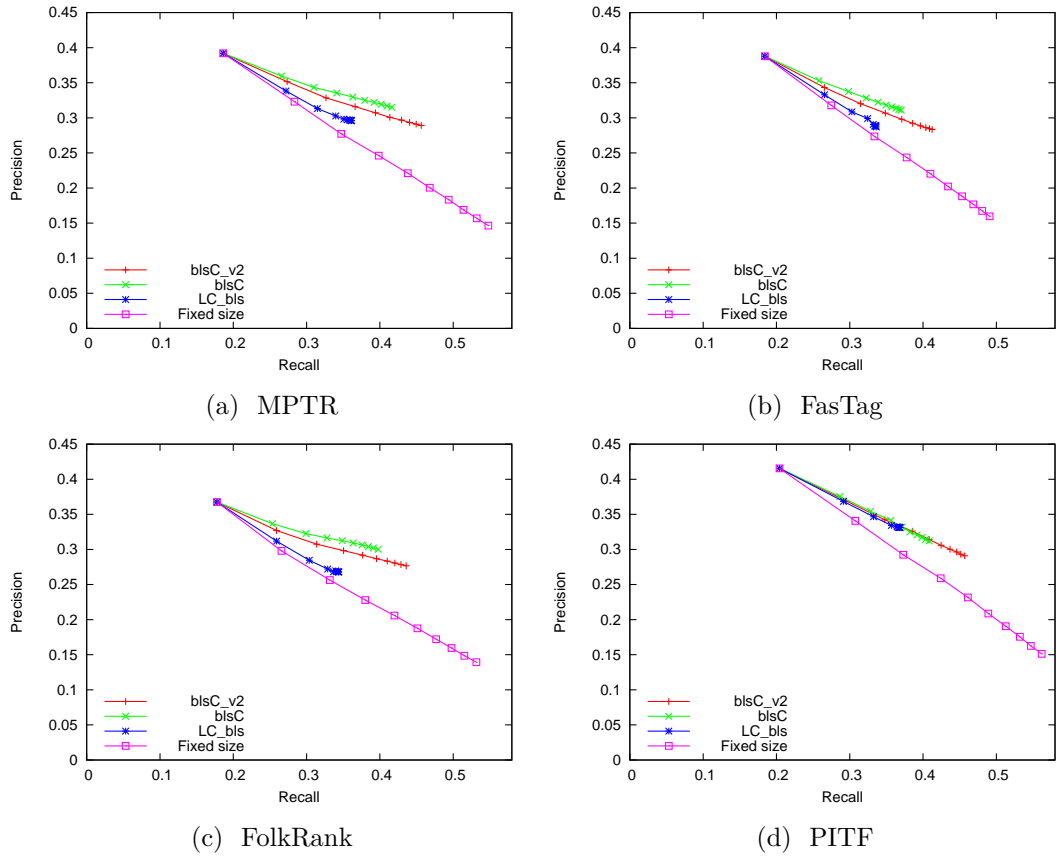 0.45
0.4
0.35
0.3
0.25
0.2
0.15
0.1
0.05
0
Precision
blsC_v2
blsC
LC_bls
Fixed size
0 0.1 0.2 0.3 0.4 0.5
Recall
(a) MPTR
0.45
0.4
0.35
0.3
0.25
0.2
0.15
0.1
0.05
0
Precision
blsC_v2
blsC
LC_bls
Fixed size
0 0.1 0.2 0.3 0.4 0.5
Recall
(b) FasTag
0.45
0.4
0.35
0.3
0.25
0.2
0.15
0.1
0.05
0
Precision
blsC_v2
blsC
LC_bls
Fixed size
0 0.1 0.2 0.3 0.4 0.5
Recall
(c) FolkRank
0.45
0.4
0.35
0.3
0.25
0.2
0.15
0.1
0.05
0
Precision
blsC_v2
blsC
LC_bls
Fixed size
0 0.1 0.2 0.3 0.4 0.5
Recall
(d) PITF